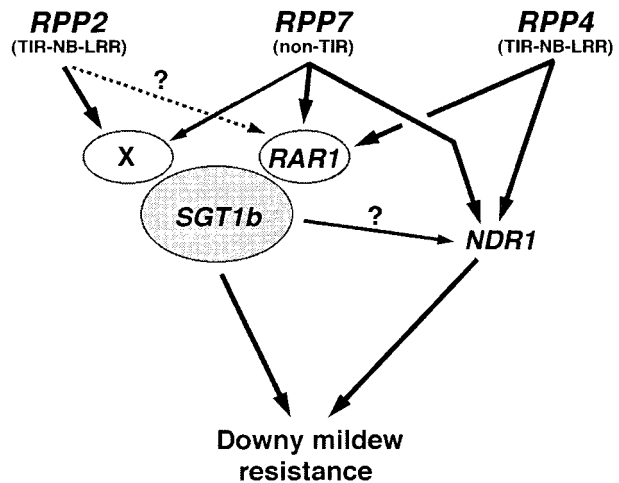 RPP2
(TIR-NB-LRR)
RPP7
(non-TIR)
RPP4
(TIR-NB-LRR)
?
X
RAR1
SGT1b
?
NDR1
Downy mildew
resistance